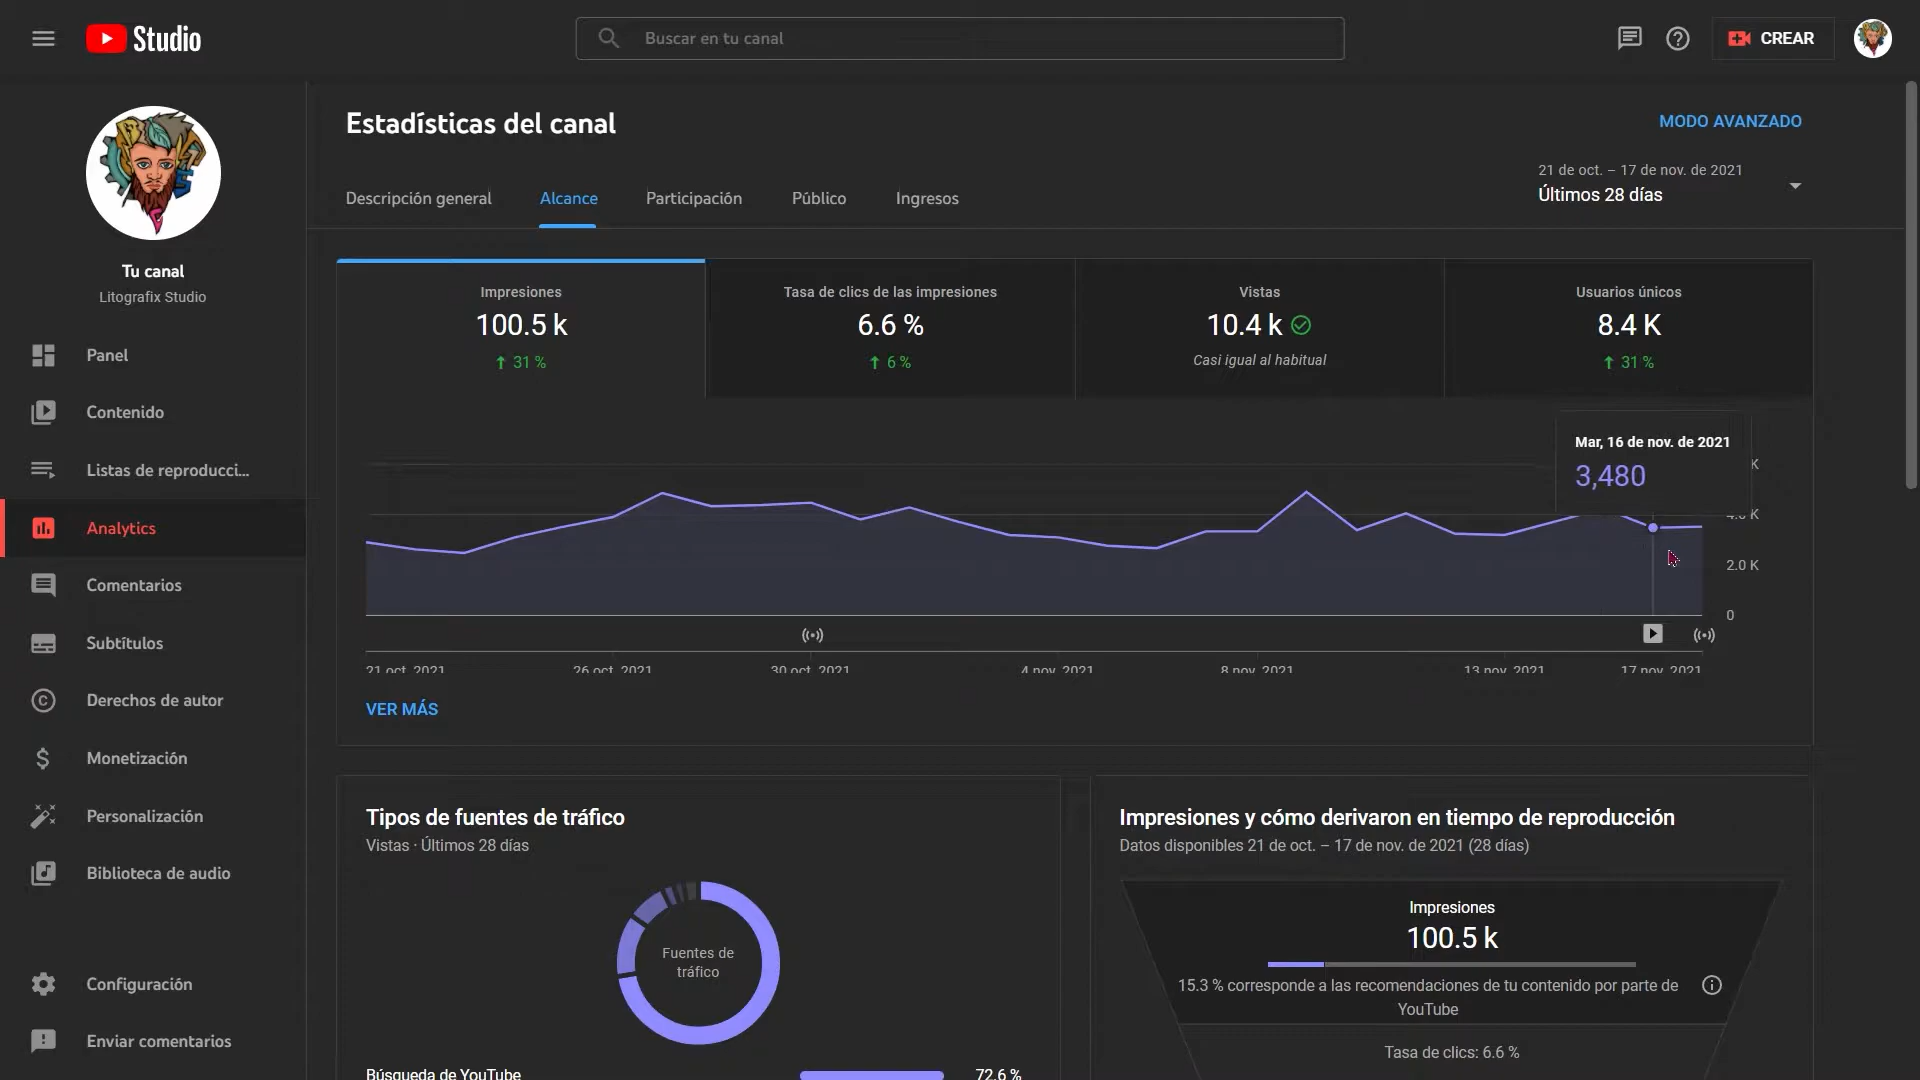 Studio
Buscar en tu canal
CREAR
Tu canal
Litografix Studio
Panel
Contenido
Listas de reproducci...
Analytics
Comentarios
Subtítulos
Derechos de autor
Monetización
Personalización
Biblioteca de audio
Configuración
Enviar comentarios
Estadísticas del canal
MODO AVANZADO
Descripción general
Alcance
Participación
Público
Ingresos
21 de oct. – 17 de nov. de 2021
Últimos 28 días
Impresiones
100.5 k
31 %
Tasa de clics de las impresiones
6.6 %
6 %
Vistas
10.4 k
Casi igual al habitual
Usuarios únicos
8.4 K
31 %
Mar, 16 de nov. de 2021
3,480
K
4.0 K
2.0 K
0
21 oct. 2021
26 oct. 2021
30 oct. 2021
4 nov. 2021
8 nov. 2021
13 nov. 2021
17 nov. 2021
VER MÁS
Tipos de fuentes de tráfico
Vistas · Últimos 28 días
Fuentes de
tráfico
Búsqueda de YouTube
72.6 %
Impresiones y cómo derivaron en tiempo de reproducción
Datos disponibles 21 de oct. – 17 de nov. de 2021 (28 días)
Impresiones
100.5 k
15.3 % corresponde a las recomendaciones de tu contenido por parte de
YouTube
Tasa de clics: 6.6 %